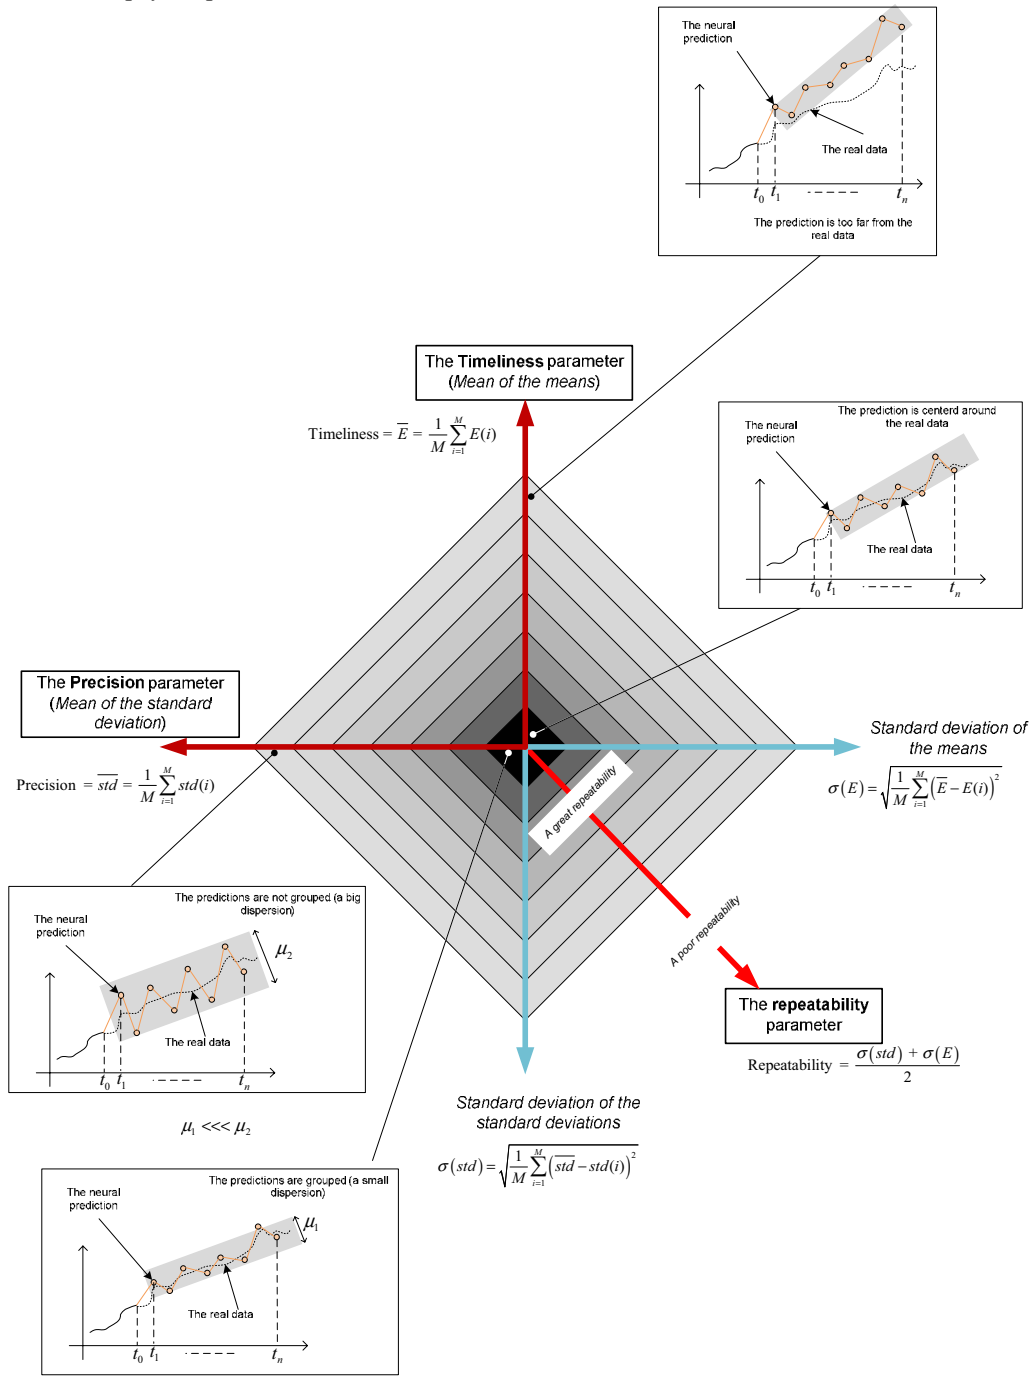 The neural
prediction
The real data
t0 t1 tn
The prediction is too far from the
real data
The Timeliness parameter
(Mean of the means)
Timeliness = E̅ = 1/M ∑_{i=1}^{M} E(i)
The prediction is centerd around
the real data
The neural
prediction
The real data
t0 t1 tn
The Precision parameter
(Mean of the standard
deviation)
Precision = s̅t̅d̅ = 1/M ∑_{i=1}^{M} std(i)
Standard deviation of
the means
σ(E) = √(1/M ∑_{i=1}^{M} (E̅ − E(i))²)
A great repeatability
A poor repeatability
The repeatability
parameter
Repeatability = (σ(std) + σ(E))/2
The predictions are not grouped (a big
dispersion)
The neural
prediction
μ2
The real data
t0 t1 tn
μ1 <<< μ2
Standard deviation of the
standard deviations
σ(std) = √(1/M ∑_{i=1}^{M} (s̅t̅d̅ − std(i))²)
The predictions are grouped (a small
dispersion)
The neural
prediction
μ1
The real data
t0 t1 tn